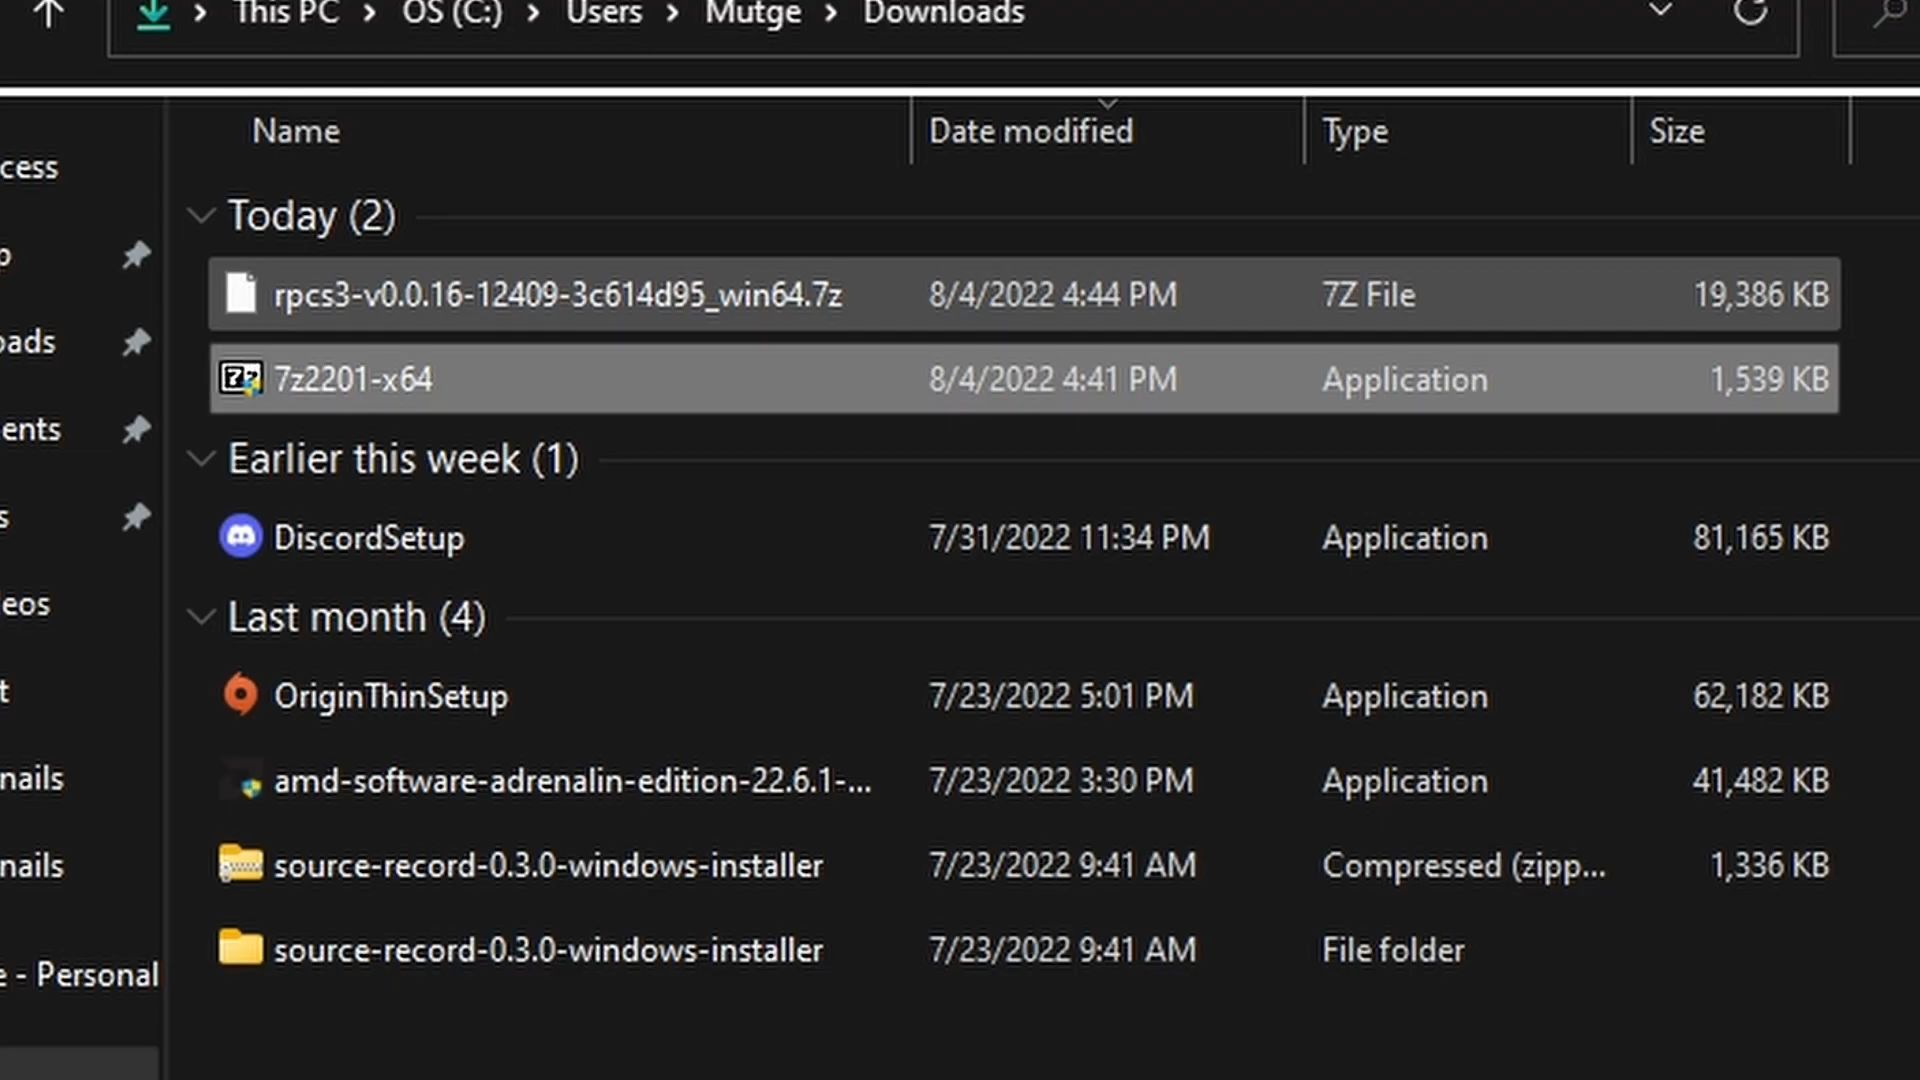 This PC > OS (C:) > Users > Mutge > Downloads
Name Date modified Type Size
cess
Today (2)
p
rpcs3-v0.0.16-12409-3c614d95_win64.7z 8/4/2022 4:44 PM 7Z File 19,386 KB
oads
7z2201-x64 8/4/2022 4:41 PM Application 1,539 KB
ents
Earlier this week (1)
s
DiscordSetup 7/31/2022 11:34 PM Application 81,165 KB
eos
Last month (4)
t
OriginThinSetup 7/23/2022 5:01 PM Application 62,182 KB
nails
amd-software-adrenalin-edition-22.6.1-... 7/23/2022 3:30 PM Application 41,482 KB
nails
source-record-0.3.0-windows-installer 7/23/2022 9:41 AM Compressed (zipp... 1,336 KB
source-record-0.3.0-windows-installer 7/23/2022 9:41 AM File folder
e - Personal